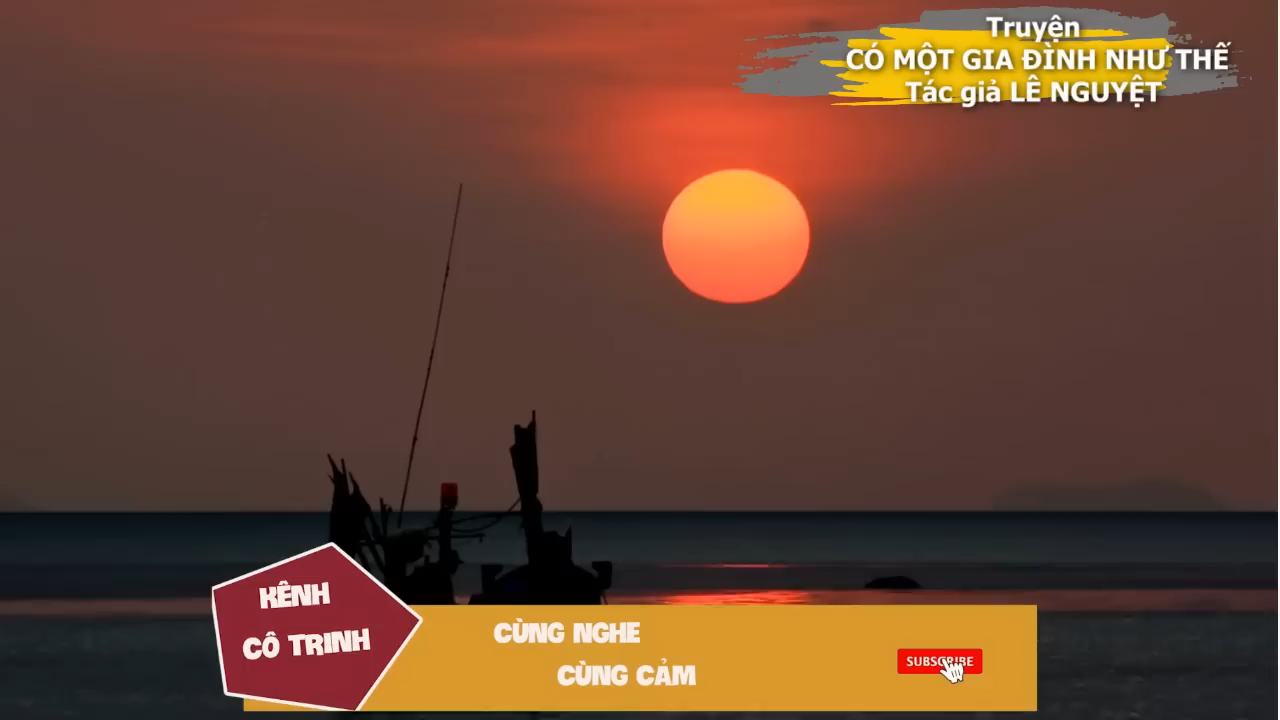 Truyện
CÓ MỘT GIA ĐÌNH NHƯ THẾ
Tác giả LÊ NGUYỆT
KÊNH
CÔ TRINH
CÙNG NGHE
CÙNG CẢM
SUBSCRIBE